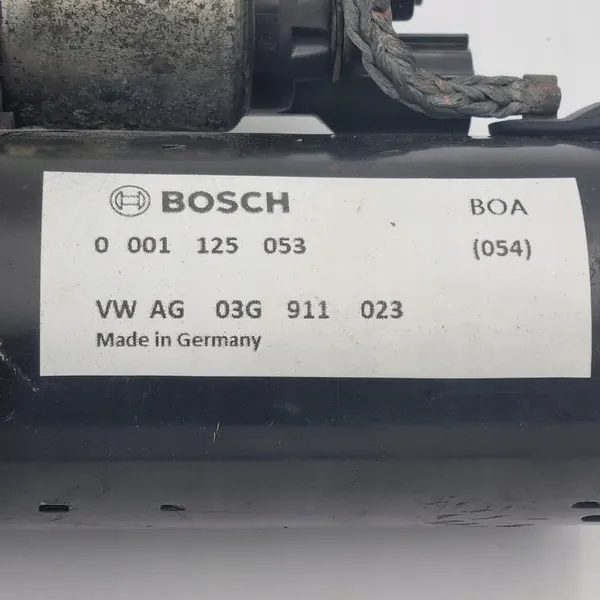 BOSCH BOA
0 001 125 053 (054)
VW AG 03G 911 023
Made in Germany